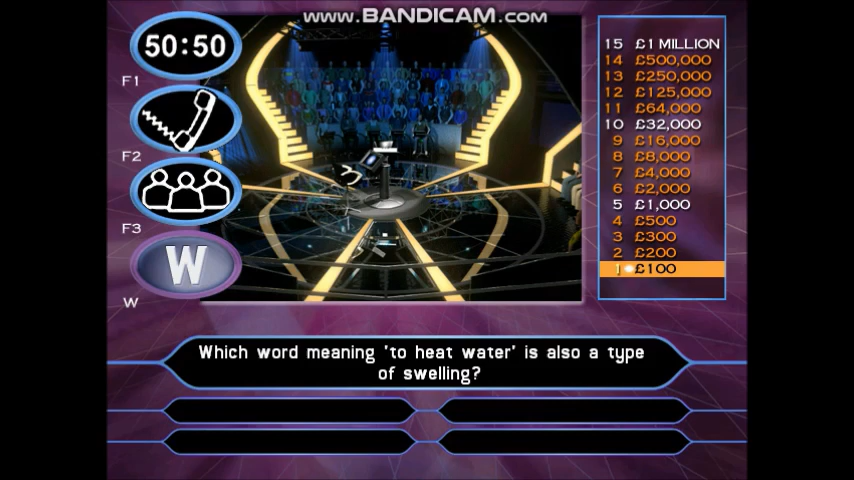 www.BANDICAM.com
50:50
F1
F2
F3
W
W
15 £1 MILLION
14 £500,000
13 £250,000
12 £125,000
11 £64,000
10 £32,000
9 £16,000
8 £8,000
7 £4,000
6 £2,000
5 £1,000
4 £500
3 £300
2 £200
1 £100
Which word meaning 'to heat water' is also a type
of swelling?